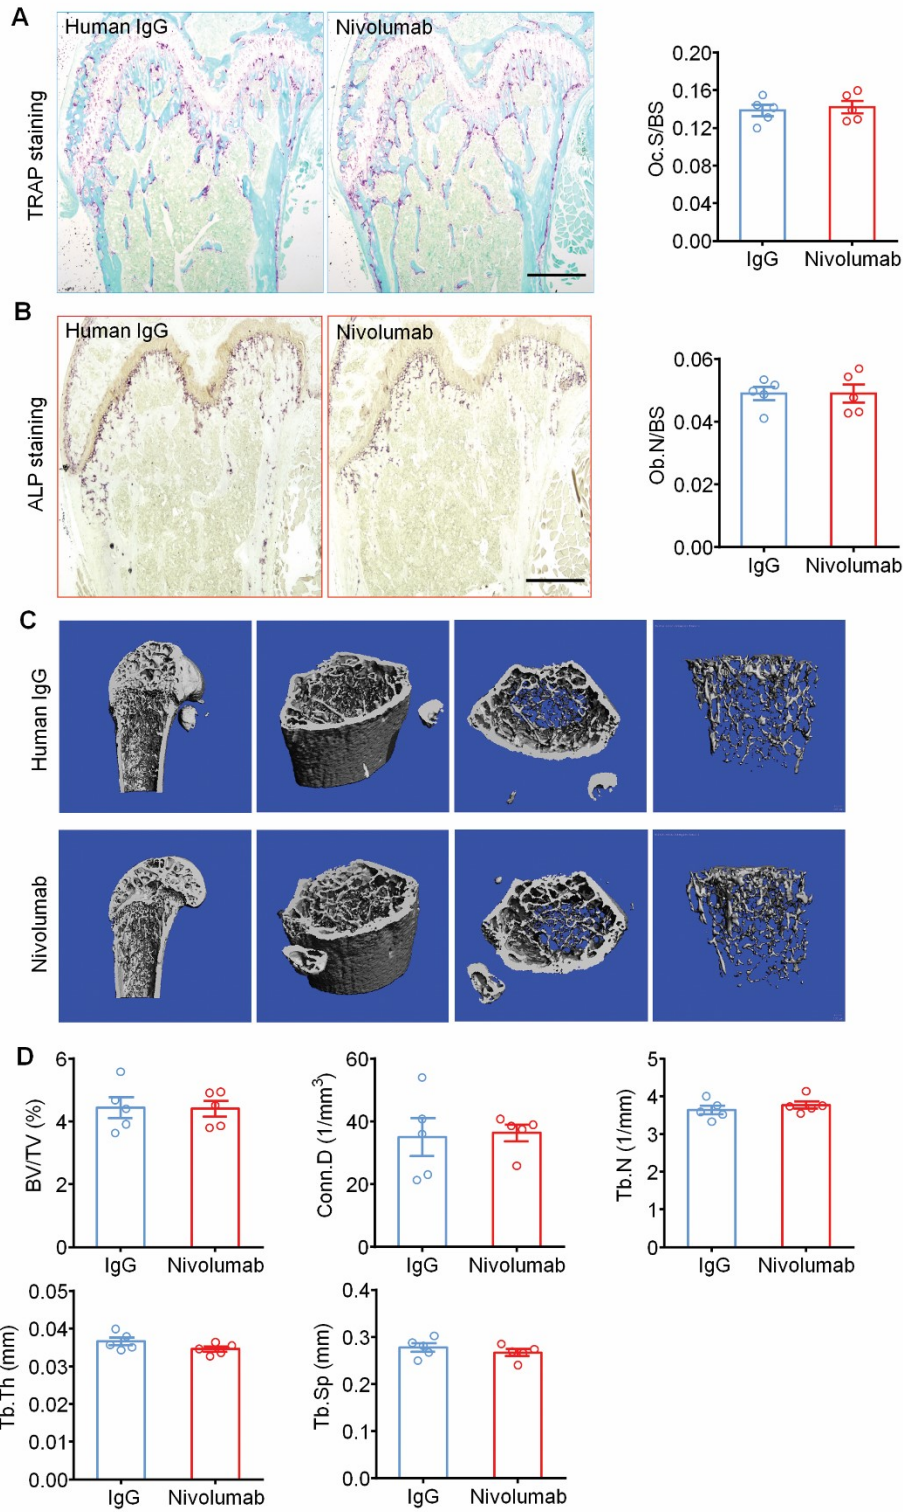 A
Human IgG
Nivolumab
TRAP staining
0.20
0.16
0.12
0.08
0.04
0.00
Oc.S/BS
IgG Nivolumab
B
Human IgG
Nivolumab
ALP staining
0.06
0.04
0.02
0.00
Ob.N/BS
IgG Nivolumab
C
Human IgG
Nivolumab
D
6
4
2
0
BV/TV (%)
IgG Nivolumab
60
40
20
0
Conn.D (1/mm³)
IgG Nivolumab
5
4
3
2
1
0
Tb.N (1/mm)
IgG Nivolumab
0.05
0.04
0.03
0.02
0.01
0.00
Tb.Th (mm)
IgG Nivolumab
0.4
0.3
0.2
0.1
0.0
Tb.Sp (mm)
IgG Nivolumab